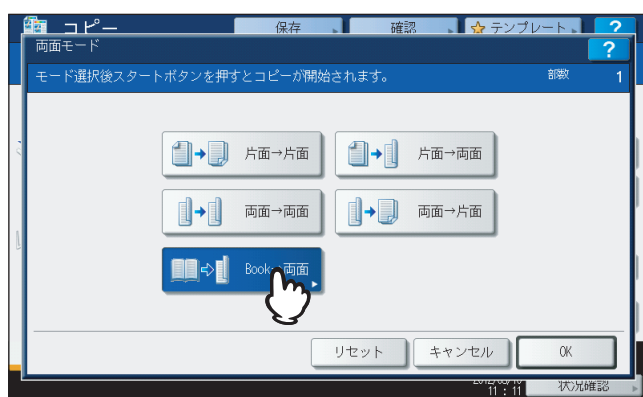 コピー 保存 確認 テンプレート ?
両面モード ?
モード選択後スタートボタンを押すとコピーが開始されます。 部数 1
片面→片面 片面→両面
両面→両面 両面→片面
Book→両面
リセット キャンセル OK
11:11 状況確認